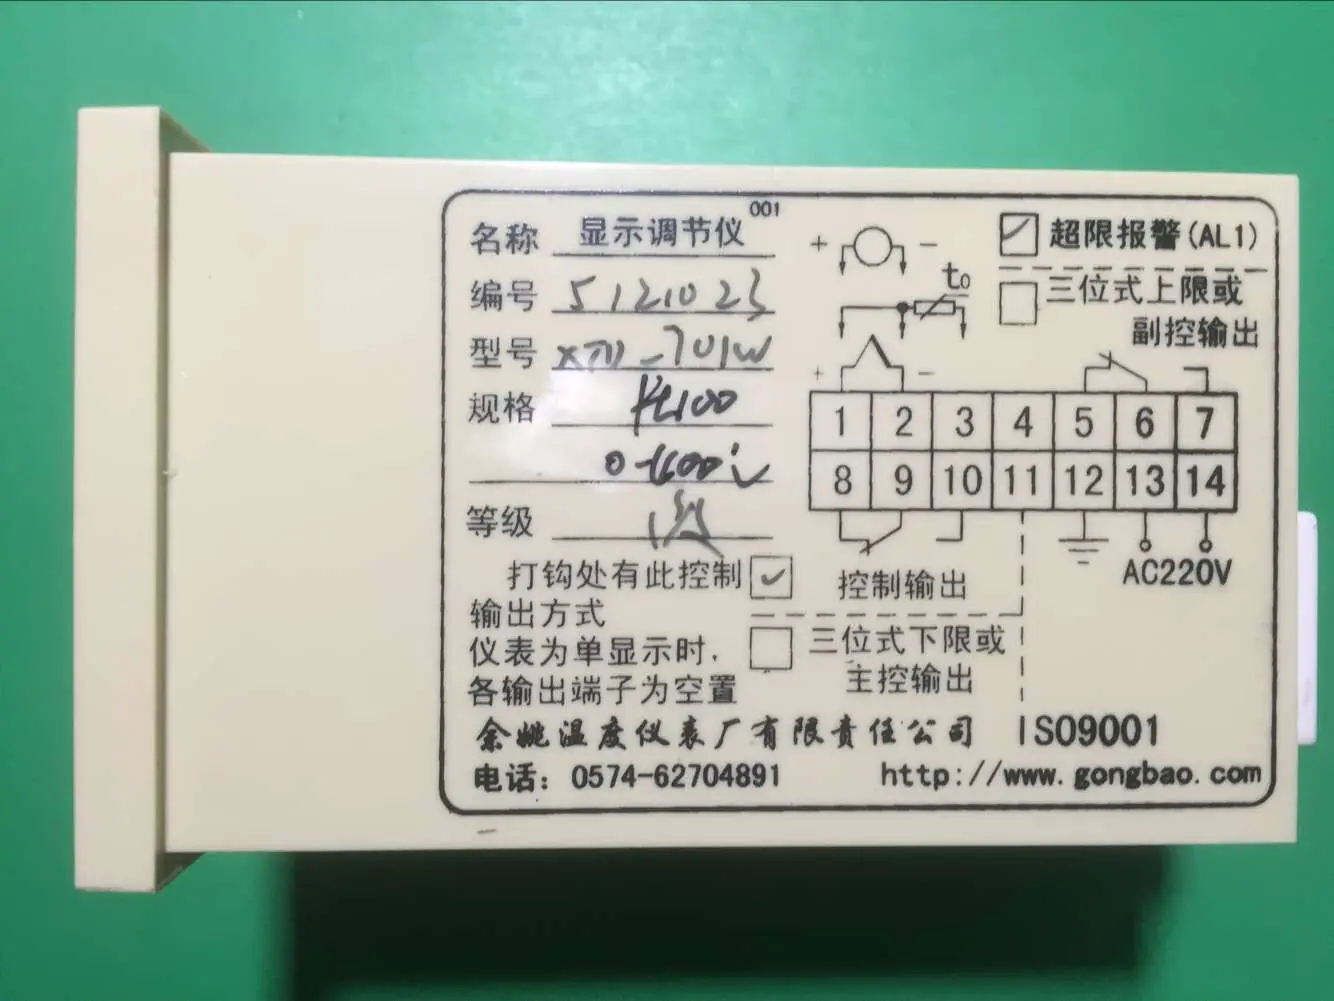 名称 显示调节仪 001
编号 5121023
型号 XTD-701W
规格 Pt100
0-600℃
等级 1级
打钩处有此控制
输出方式
仪表为单显示时,
各输出端子为空置
+ -
t0
+ -
超限报警(AL1)
三位式上限或
副控输出
1 2 3 4 5 6 7
8 9 10 11 12 13 14
控制输出
AC220V
三位式下限或
主控输出
余姚温度仪表厂有限责任公司 ISO9001
电话: 0574-62704891 http://www.gongbao.com